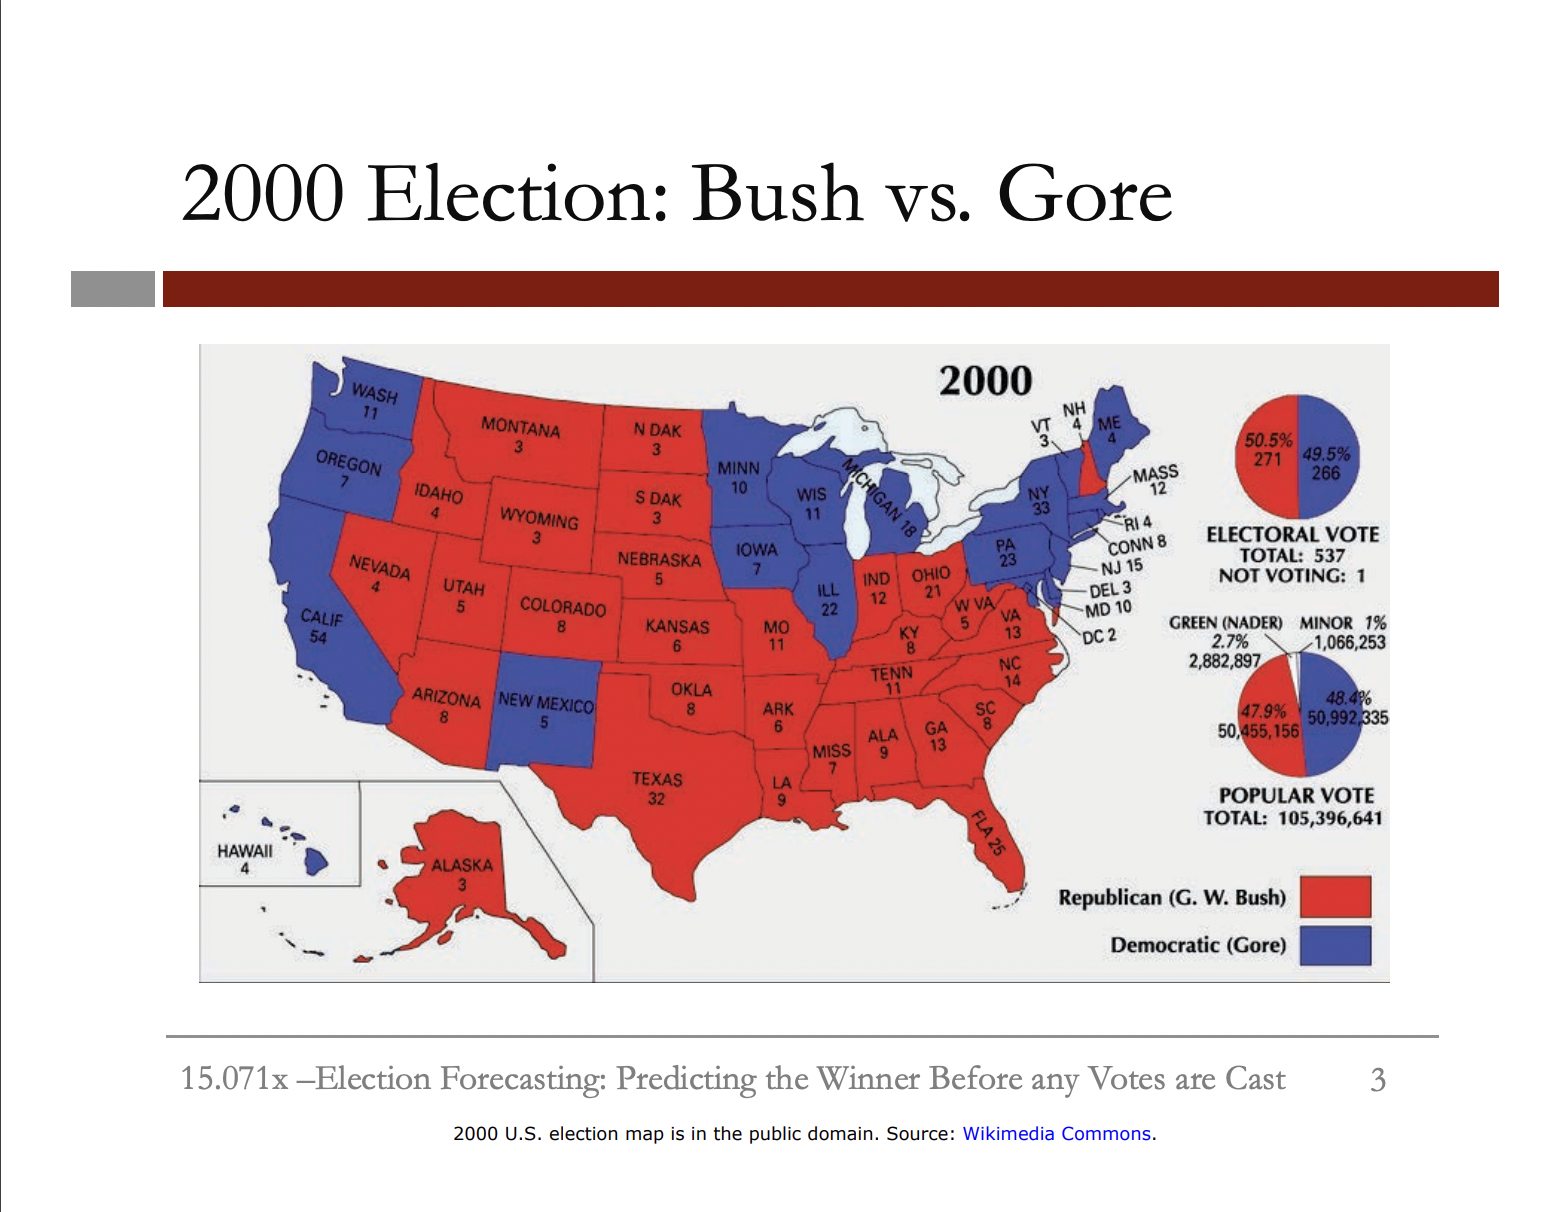 2000 Election: Bush vs. Gore
2000
WASH
11
OREGON
7
CALIF
54
NEVADA
4
IDAHO
4
MONTANA
3
WYOMING
3
UTAH
5
COLORADO
8
ARIZONA
8
NEW MEXICO
5
N DAK
3
S DAK
3
NEBRASKA
5
KANSAS
6
OKLA
8
TEXAS
32
MINN
10
IOWA
7
MO
11
ARK
6
LA
9
WIS
11
ILL
22
MICHIGAN 18
IND
12
OHIO
21
KY
8
TENN
11
MISS
7
ALA
9
GA
13
FLA 25
SC
8
NC
14
VA
13
W VA
5
PA
23
NY
33
VT
3
NH
4
ME
4
MASS
12
RI 4
CONN 8
NJ 15
DEL 3
MD 10
DC 2
HAWAII
4
ALASKA
3
50.5%
271
49.5%
266
ELECTORAL VOTE
TOTAL: 537
NOT VOTING: 1
GREEN (NADER)
2.7%
2,882,897
MINOR 1%
1,066,253
47.9%
50,455,156
48.4%
50,992,335
POPULAR VOTE
TOTAL: 105,396,641
Republican (G. W. Bush)
Democratic (Gore)
15.071x –Election Forecasting: Predicting the Winner Before any Votes are Cast 3
2000 U.S. election map is in the public domain. Source: Wikimedia Commons.